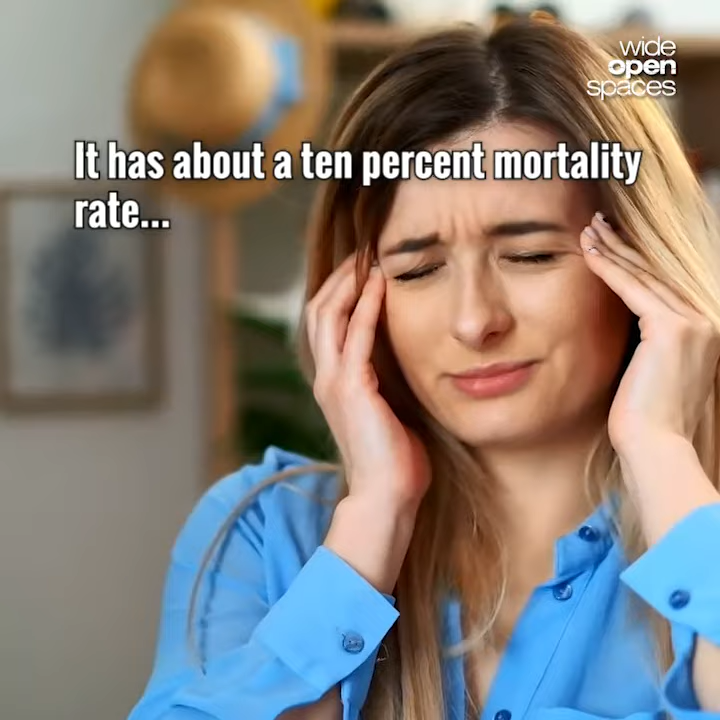 wide
open
spaces
It has about a ten percent mortality
rate...